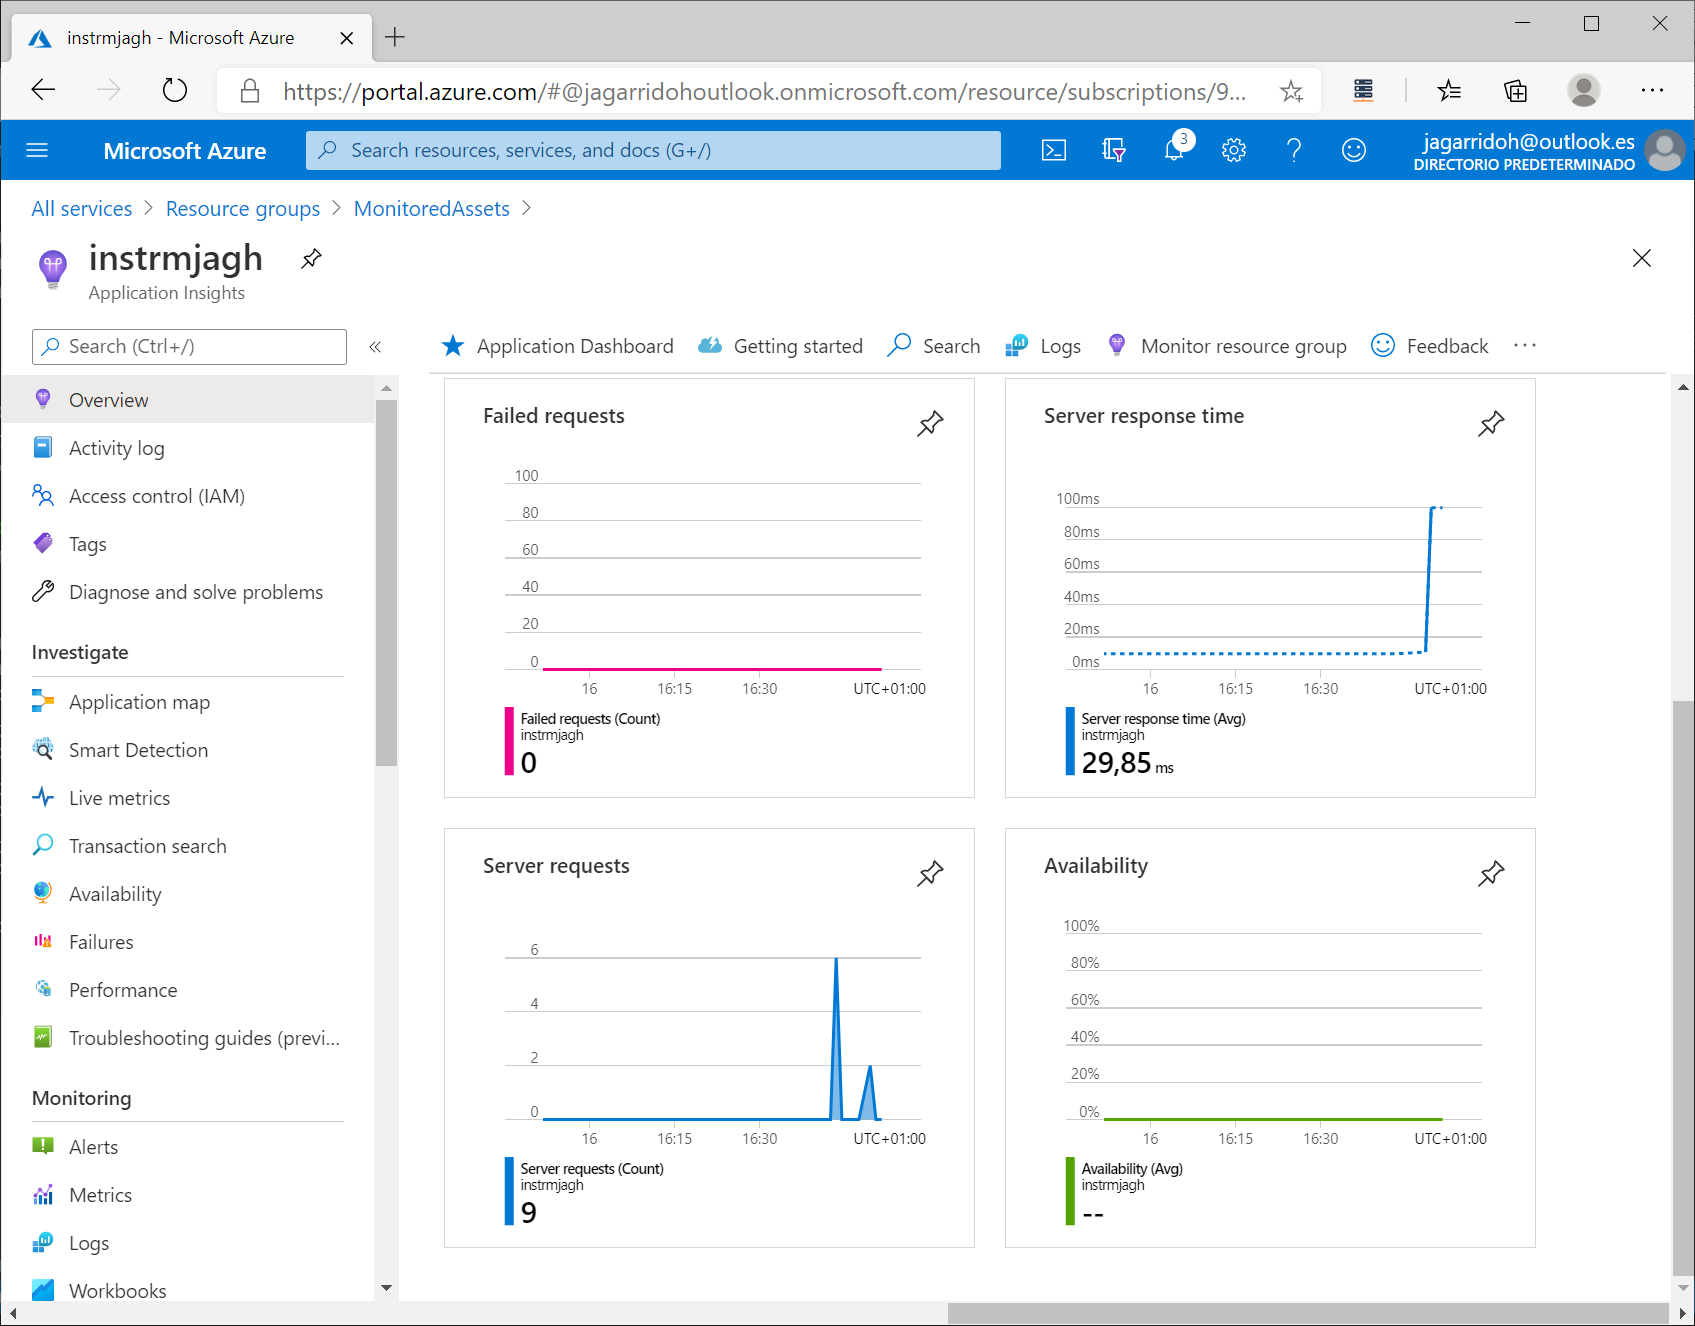 instrmjagh - Microsoft Azure
https://portal.azure.com/#@jagarridohoutlook.onmicrosoft.com/resource/subscriptions/9...
Microsoft Azure
Search resources, services, and docs (G+/)
3
jagarridoh@outlook.es
DIRECTORIO PREDETERMINADO
All services > Resource groups > MonitoredAssets >
instrmjagh
Application Insights
Search (Ctrl+/)
«
Application Dashboard
Getting started
Search
Logs
Monitor resource group
Feedback
...
Overview
Activity log
Access control (IAM)
Tags
Diagnose and solve problems
Investigate
Application map
Smart Detection
Live metrics
Transaction search
Availability
Failures
Performance
Troubleshooting guides (previ...
Monitoring
Alerts
Metrics
Logs
Workbooks
Failed requests
100
80
60
40
20
0
16 16:15 16:30 UTC+01:00
Failed requests (Count)
instrmjagh
0
Server response time
100ms
80ms
60ms
40ms
20ms
0ms
16 16:15 16:30 UTC+01:00
Server response time (Avg)
instrmjagh
29,85 ms
Server requests
6
4
2
0
16 16:15 16:30 UTC+01:00
Server requests (Count)
instrmjagh
9
Availability
100%
80%
60%
40%
20%
0%
16 16:15 16:30 UTC+01:00
Availability (Avg)
instrmjagh
--